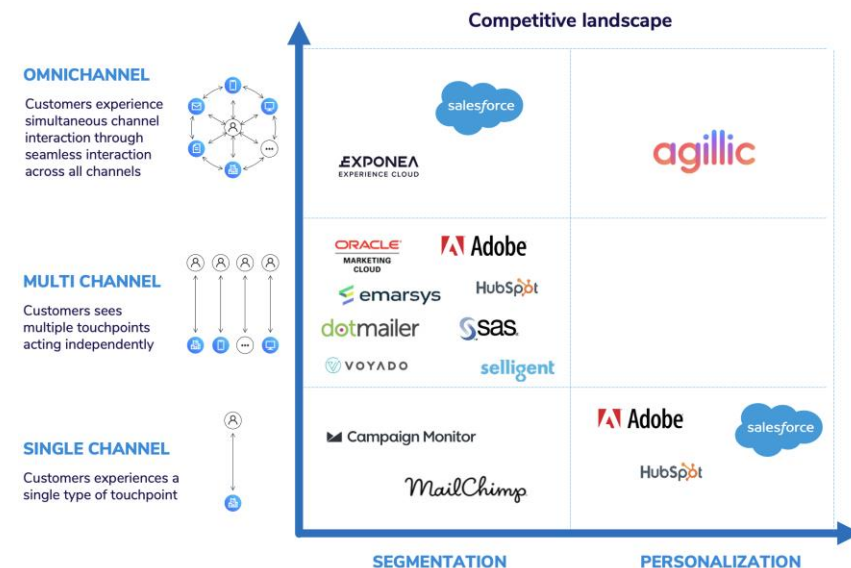 Competitive landscape
OMNICHANNEL
Customers experience
simultaneous channel
interaction through
seamless interaction
across all channels
salesforce
EXPONEA
EXPERIENCE CLOUD
agillic
MULTI CHANNEL
Customers sees
multiple touchpoints
acting independently
ORACLE
MARKETING
CLOUD
Adobe
emarsys
HubSpot
dotmailer
sas
VOYADO
selligent
SINGLE CHANNEL
Customers experiences a
single type of touchpoint
Campaign Monitor
MailChimp
Adobe
salesforce
HubSpot
SEGMENTATION
PERSONALIZATION